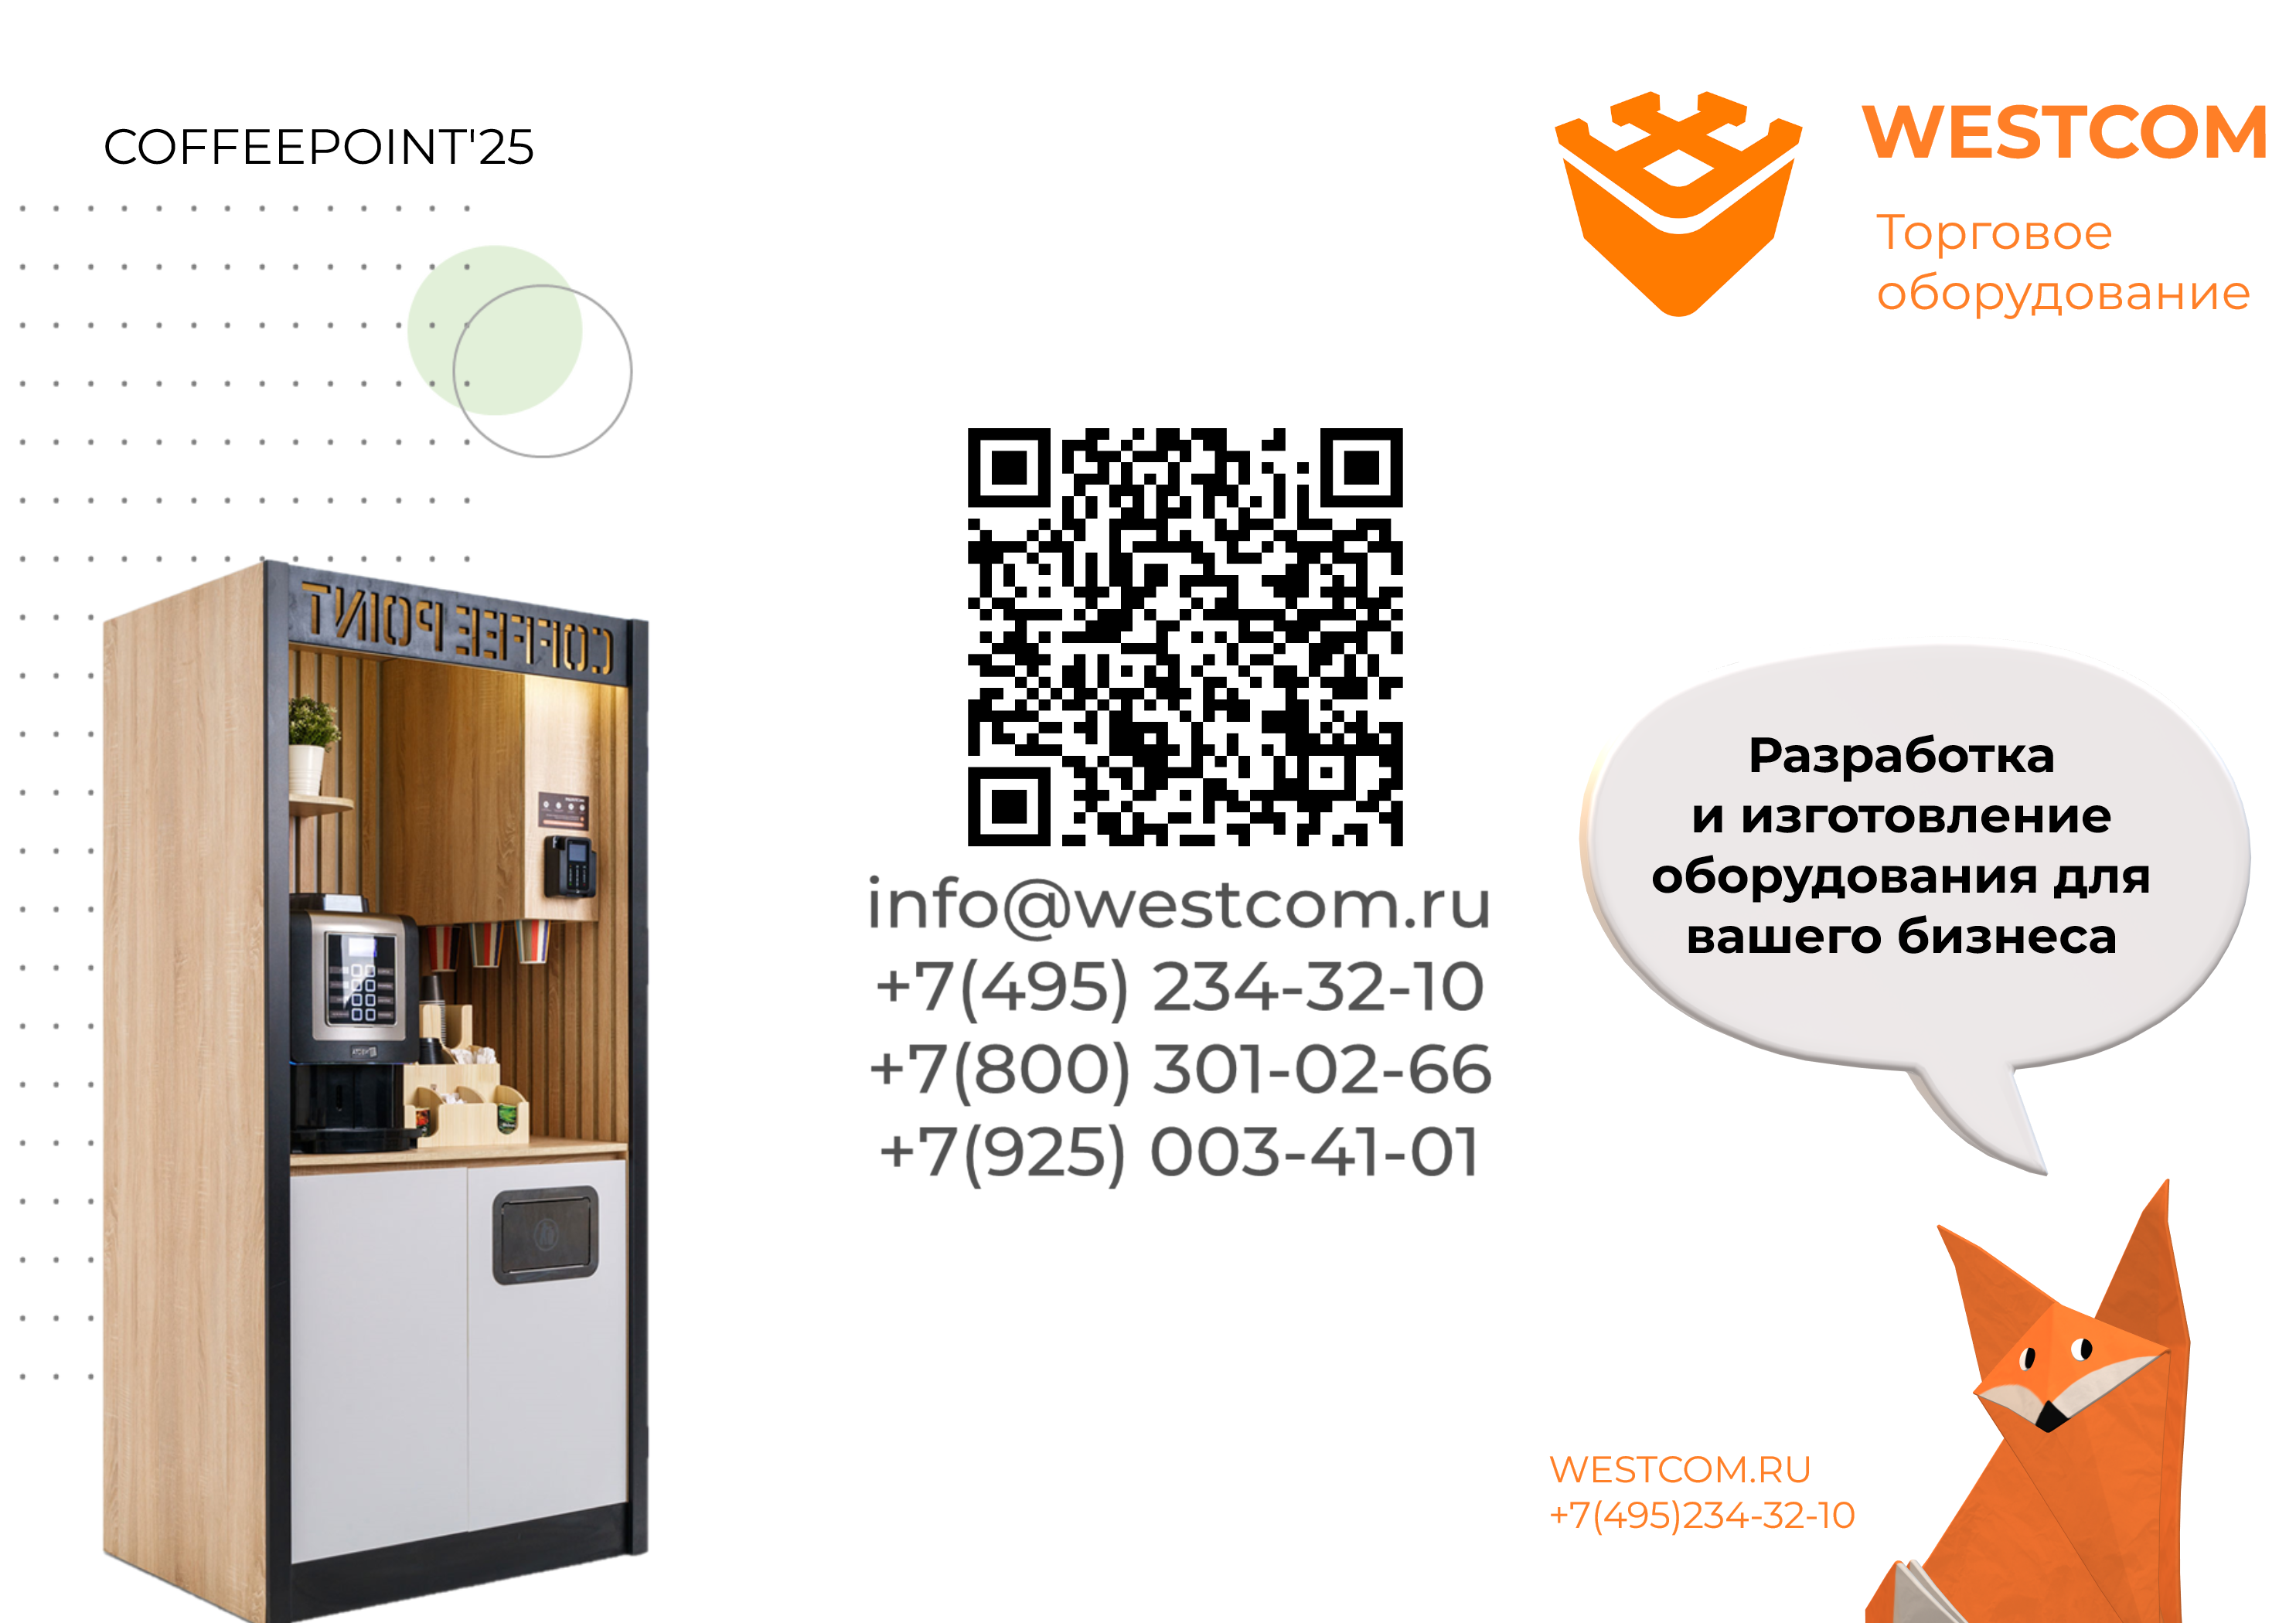 COFFEEPOINT'25
COFFEE POINT
info@westcom.ru
+7(495) 234-32-10
+7(800) 301-02-66
+7(925) 003-41-01
WESTCOM
Торговое
оборудование
Разработка
и изготовление
оборудования для
вашего бизнеса
WESTCOM.RU
+7(495)234-32-10